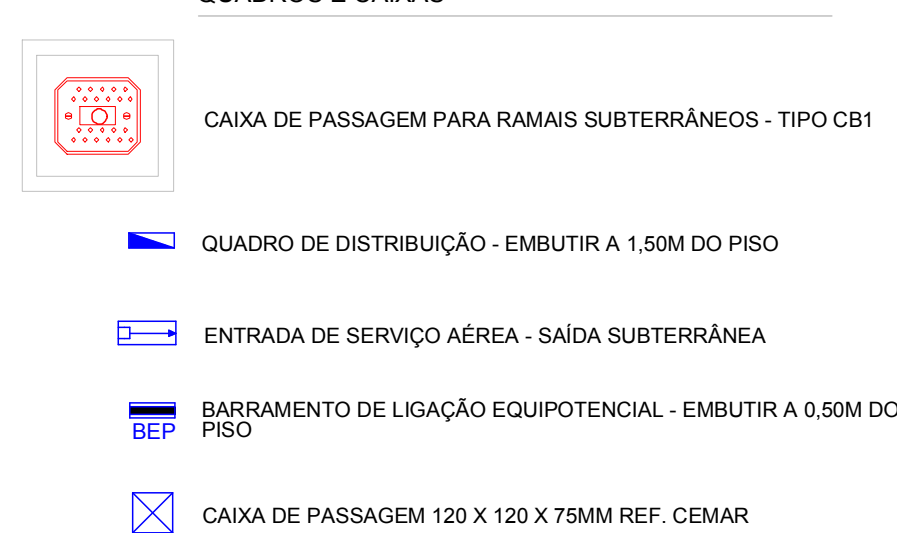 QUADROS E CAIXAS
CAIXA DE PASSAGEM PARA RAMAIS SUBTERRÂNEOS - TIPO CB1
QUADRO DE DISTRIBUIÇÃO - EMBUTIR A 1,50M DO PISO
ENTRADA DE SERVIÇO AÉREA - SAÍDA SUBTERRÂNEA
BARRAMENTO DE LIGAÇÃO EQUIPOTENCIAL - EMBUTIR A 0,50M DO
PISO
BEP
CAIXA DE PASSAGEM 120 X 120 X 75MM REF. CEMAR